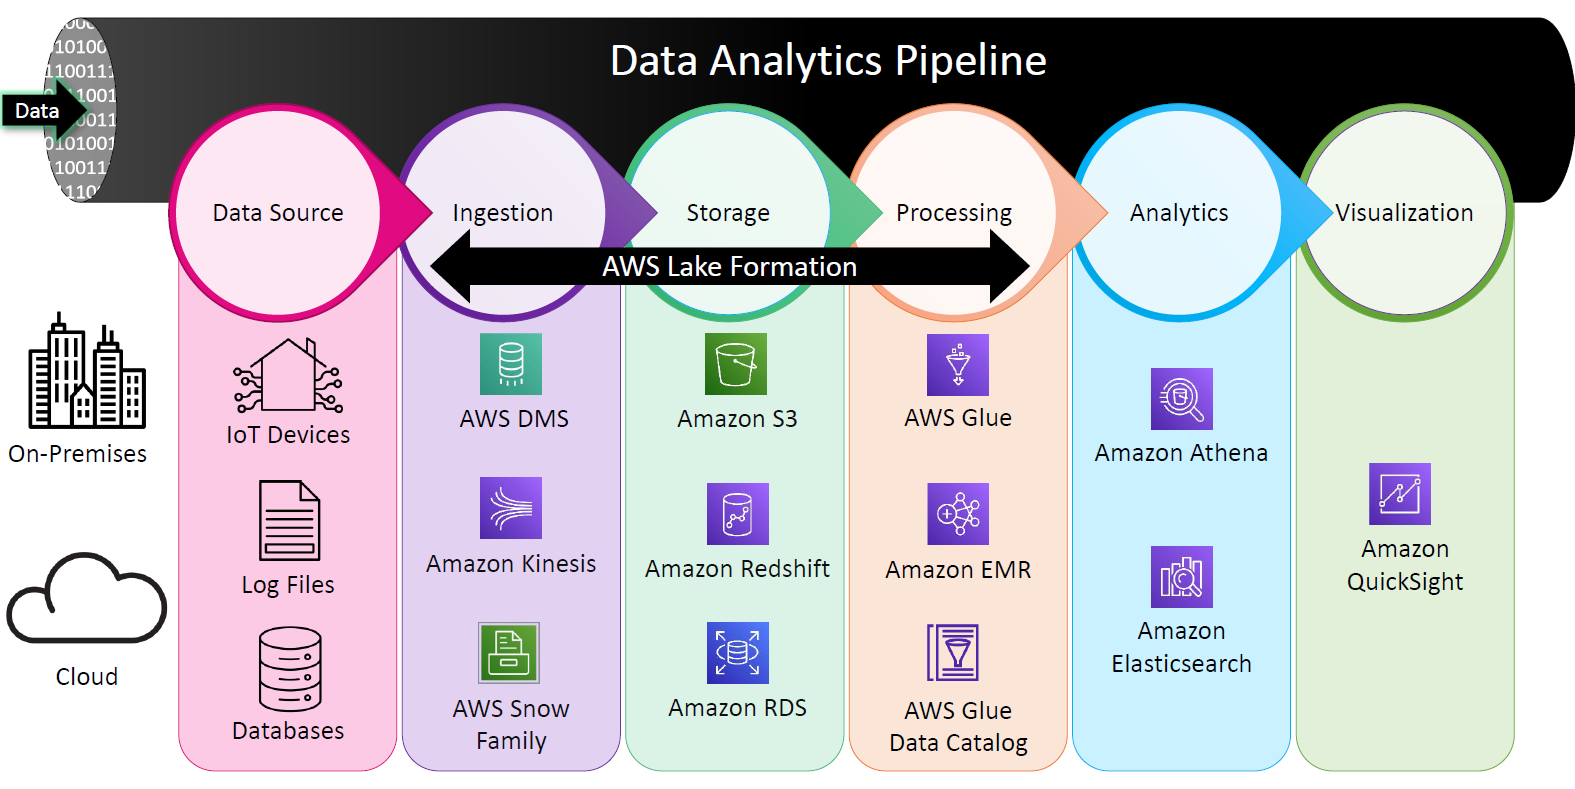 Data Analytics Pipeline
Data
Data Source
Ingestion
Storage
Processing
Analytics
Visualization
AWS Lake Formation
On-Premises
Cloud
IoT Devices
Log Files
Databases
AWS DMS
Amazon Kinesis
AWS Snow
Family
Amazon S3
Amazon Redshift
Amazon RDS
AWS Glue
Amazon EMR
AWS Glue
Data Catalog
Amazon Athena
Amazon
Elasticsearch
Amazon
QuickSight